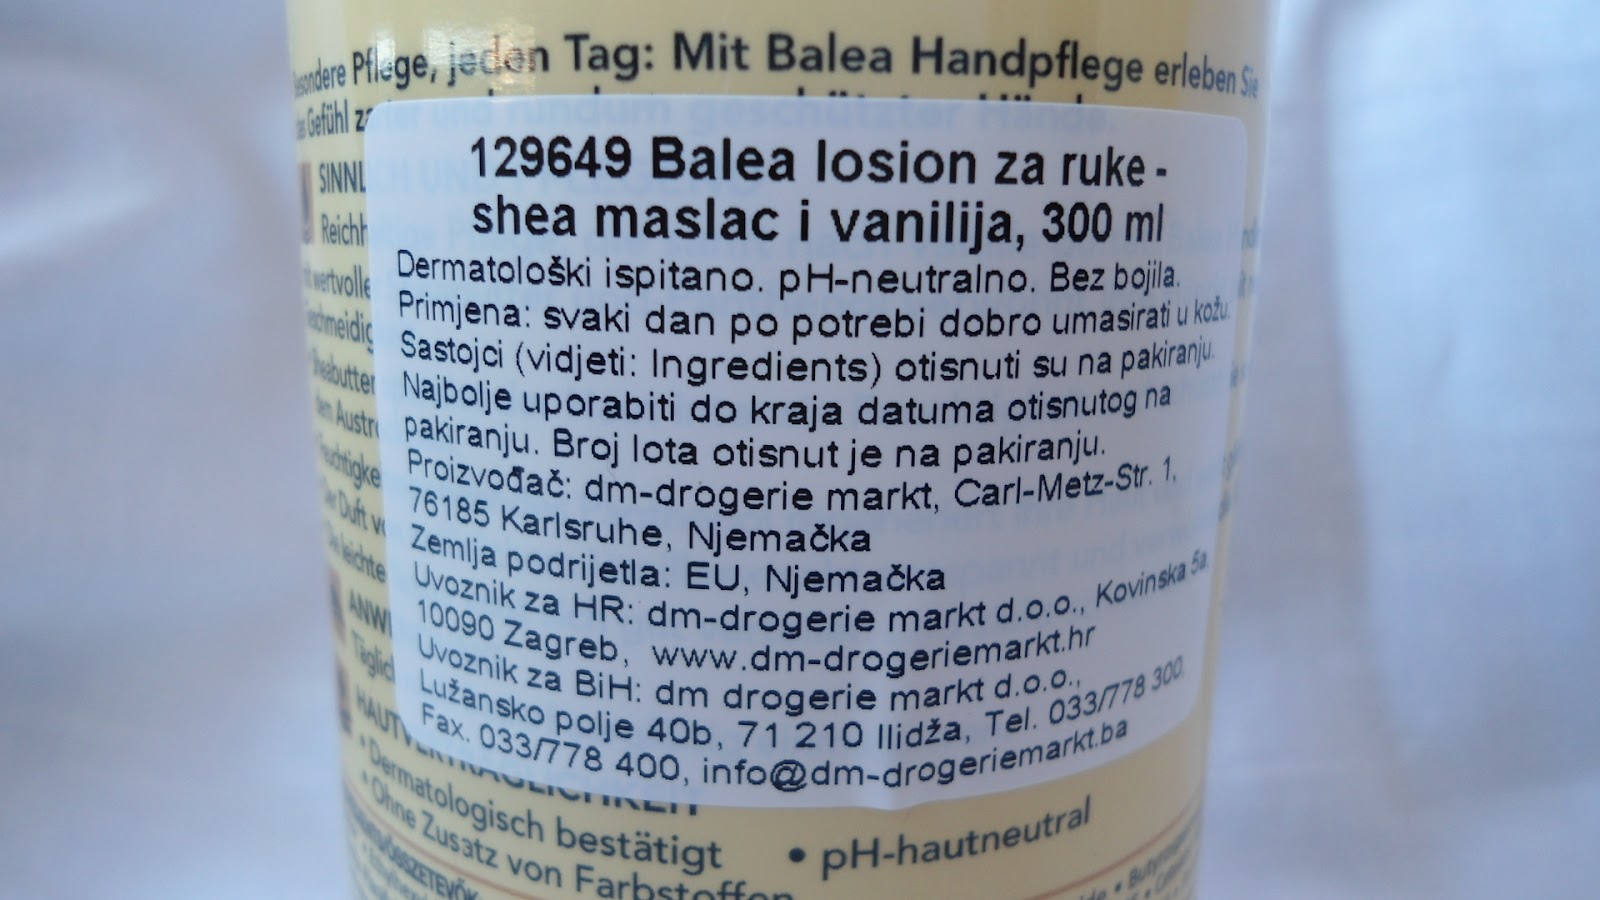 Pflege, jeden Tag: Mit Balea Handpflege erleben Sie
Gefühl
129649 Balea losion za ruke -
shea maslac i vanilija, 300 ml
Dermatološki ispitano. pH-neutralno. Bez bojila.
Primjena: svaki dan po potrebi dobro umasirati u kožu.
Sastojci (vidjeti: Ingredients) otisnuti su na pakiranju.
Najbolje uporabiti do kraja datuma otisnutog na
pakiranju. Broj lota otisnut je na pakiranju.
Proizvođač: dm-drogerie markt, Carl-Metz-Str. 1,
76185 Karlsruhe, Njemačka
Zemlja podrijetla: EU, Njemačka
Uvoznik za HR: dm-drogerie markt d.o.o., Kovinska 5a
10090 Zagreb, www.dm-drogeriemarkt.hr
Uvoznik za BiH: dm drogerie markt d.o.o.,
Lužansko polje 40b, 71 210 Ilidža, Tel. 033/778 300,
Fax. 033/778 400, info@dm-drogeriemarkt.ba
• Dermatologisch bestätigt • pH-hautneutral
• Ohne Zusatz von Farbstoffen